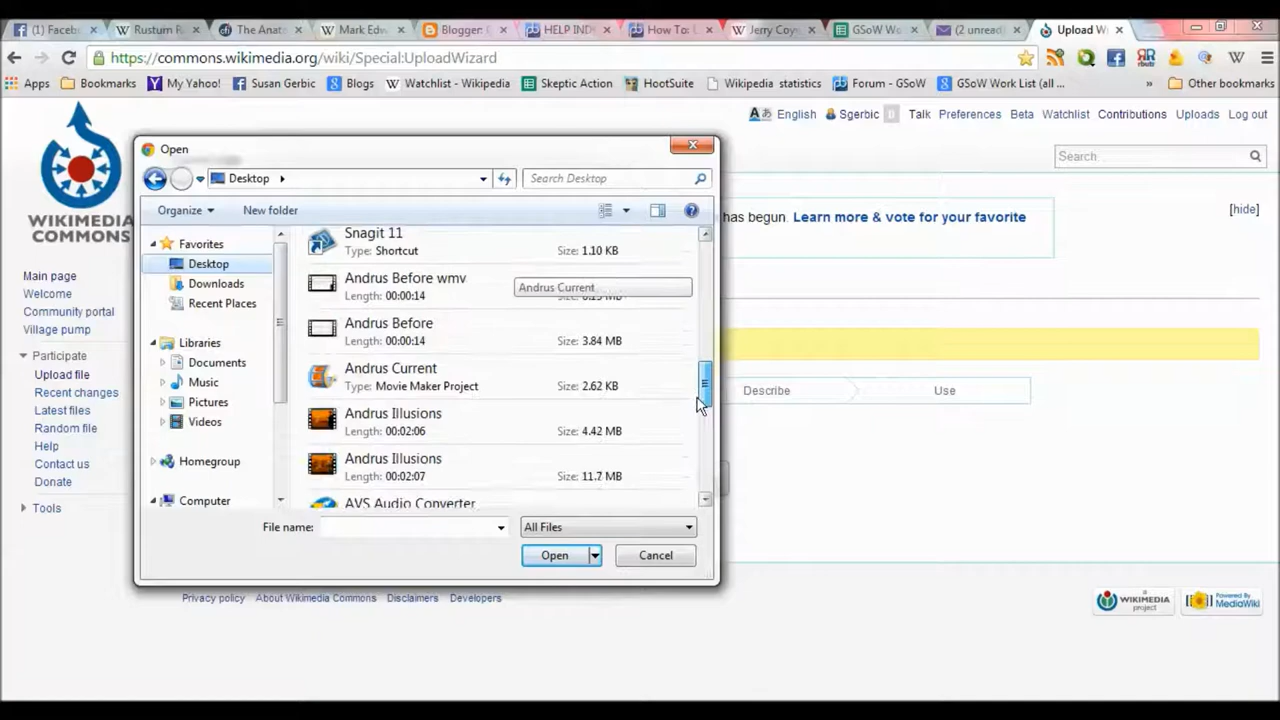 (1) Facebo
Rustum R
The Anat
Mark Edw
Blogger:
HELP IND
How To: U
Jerry Coyn
GSoW Wo
(2 unread)
Upload W
https://commons.wikimedia.org/wiki/Special:UploadWizard
Apps
Bookmarks
My Yahoo!
Susan Gerbic
Blogs
Watchlist - Wikipedia
Skeptic Action
HootSuite
Wikipedia statistics
Forum - GSoW
GSoW Work List (all ...
»
Other bookmarks
English
Sgerbic
Talk
Preferences
Beta
Watchlist
Contributions
Uploads
Log out
Search
WIKIMEDIA
COMMONS
has begun. Learn more & vote for your favorite
[hide]
Main page
Welcome
Community portal
Village pump
Participate
Upload file
Recent changes
Latest files
Random file
Help
Contact us
Donate
Tools
Open
Desktop
Search Desktop
Organize
New folder
Favorites
Desktop
Downloads
Recent Places
Libraries
Documents
Music
Pictures
Videos
Homegroup
Computer
Snagit 11
Type: Shortcut
Size: 1.10 KB
Andrus Before wmv
Length: 00:00:14
Andrus Current
Andrus Before
Length: 00:00:14
Size: 3.84 MB
Andrus Current
Type: Movie Maker Project
Size: 2.62 KB
Andrus Illusions
Length: 00:02:06
Size: 4.42 MB
Andrus Illusions
Length: 00:02:07
Size: 11.7 MB
AVS Audio Converter
File name:
All Files
Open
Cancel
Describe
Use
Privacy policy
About Wikimedia Commons
Disclaimers
Developers
WIKIMEDIA
project
Powered By
MediaWiki